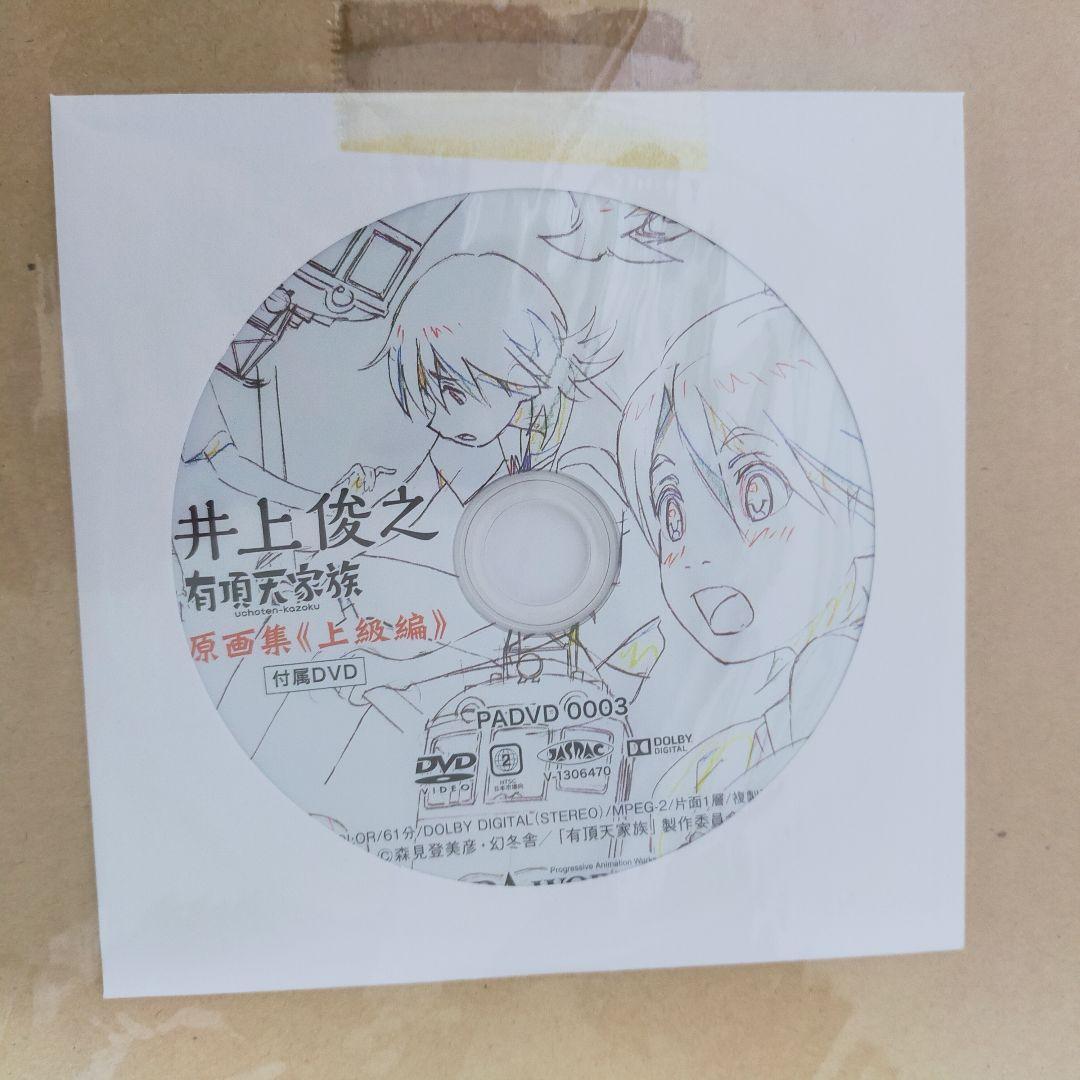 井上俊之
有頂天家族
uchoten-kazoku
原画集《上級編》
付属DVD
PADVD 0003
DVD
VIDEO
2
NTSC
日本市場向
JASRAC
V-1306470
DOLBY
DIGITAL
OR/61分/DOLBY DIGITAL(STEREO)/MPEG-2/片面1層/複製
©森見登美彦・幻冬舎/「有頂天家族」製作委員
Progressive Animation Works